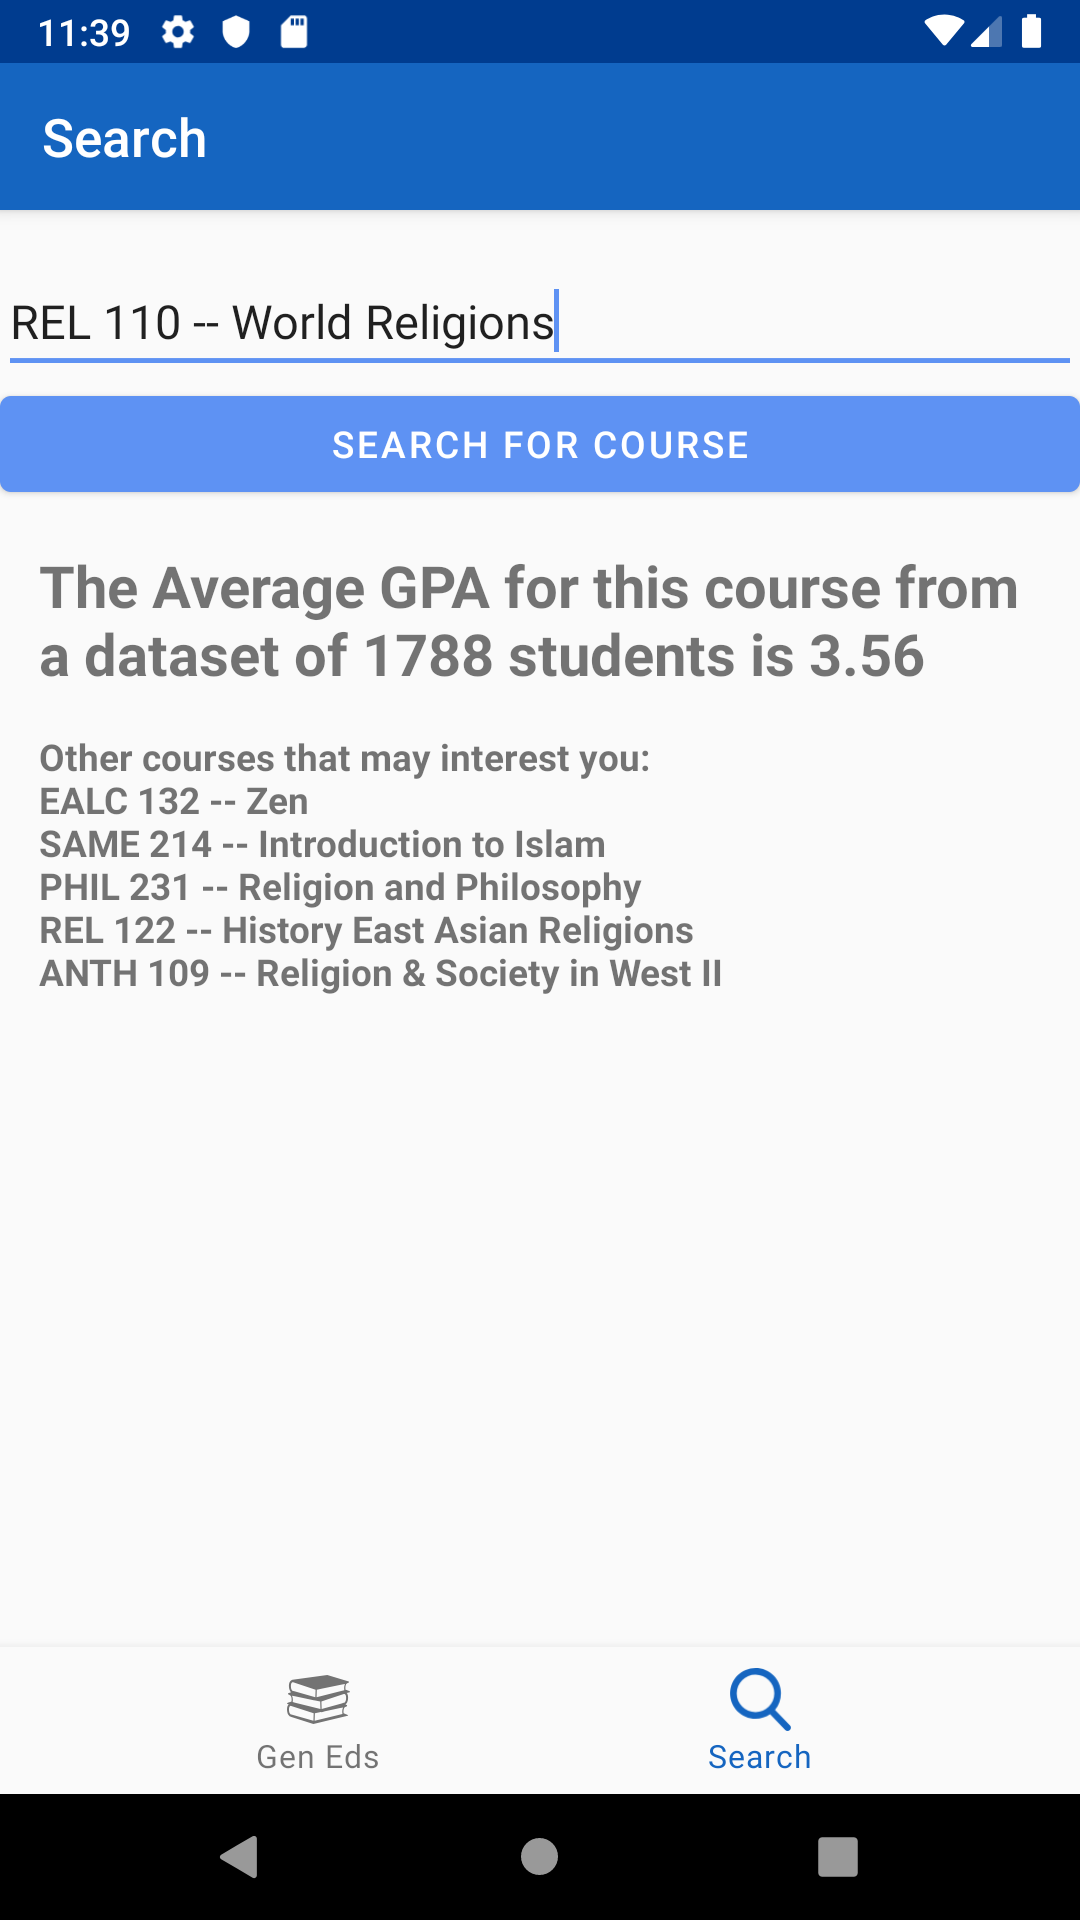 11:39
Search
REL 110 -- World Religions
SEARCH FOR COURSE
The Average GPA for this course from
a dataset of 1788 students is 3.56
Other courses that may interest you:
EALC 132 -- Zen
SAME 214 -- Introduction to Islam
PHIL 231 -- Religion and Philosophy
REL 122 -- History East Asian Religions
ANTH 109 -- Religion & Society in West II
Gen Eds
Search